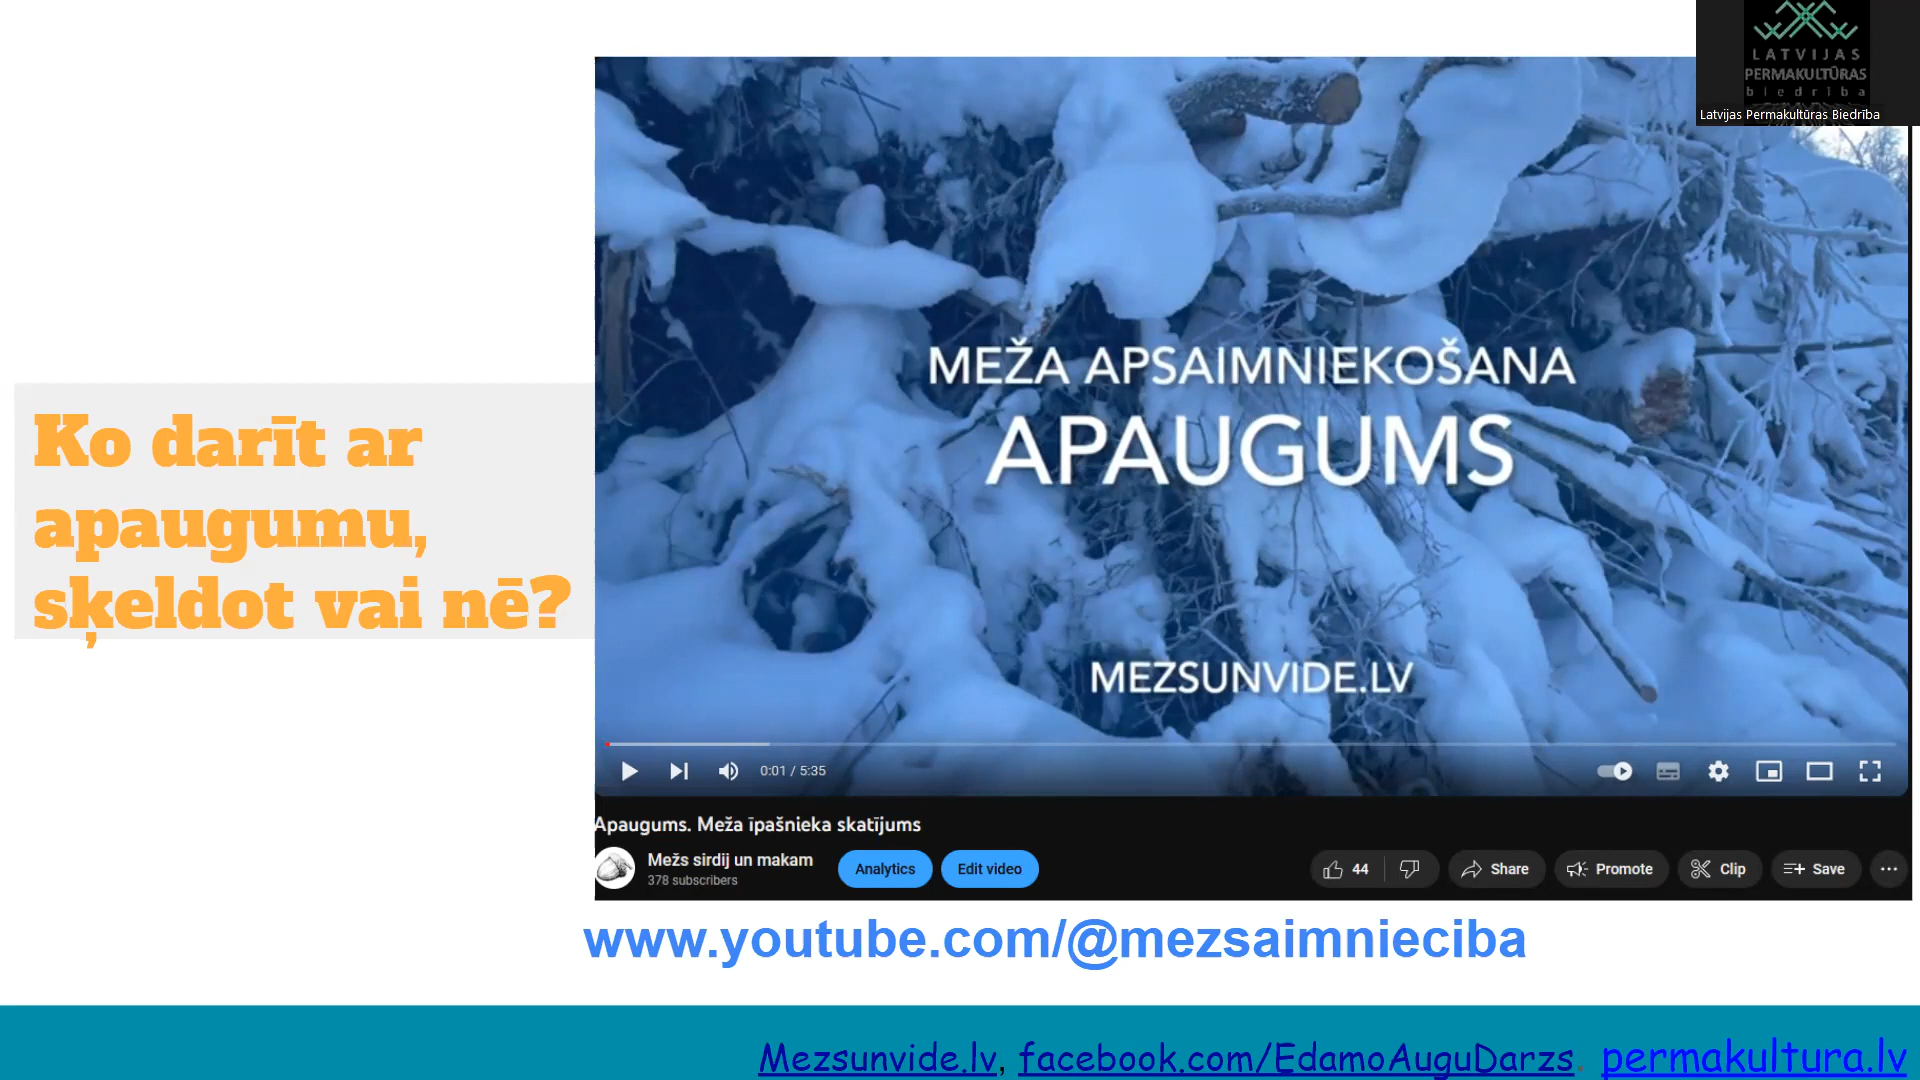 LATVIJAS
PERMAKULTŪRAS
biedrība
Latvijas Permakultūras Biedrība
MEŽA APSAIMNIEKOŠANA
APAUGUMS
MEZSUNVIDE.LV
Ko darīt ar
apaugumu,
sķeldot vai nē?
0:01 / 5:35
Apaugums. Meža īpašnieka skatījums
Mežs sirdij un makam
378 subscribers
Analytics
Edit video
44
Share
Promote
Clip
Save
www.youtube.com/@mezsaimnieciba
Mezsunvide.lv, facebook.com/EdamoAuguDarzs. permakultura.lv